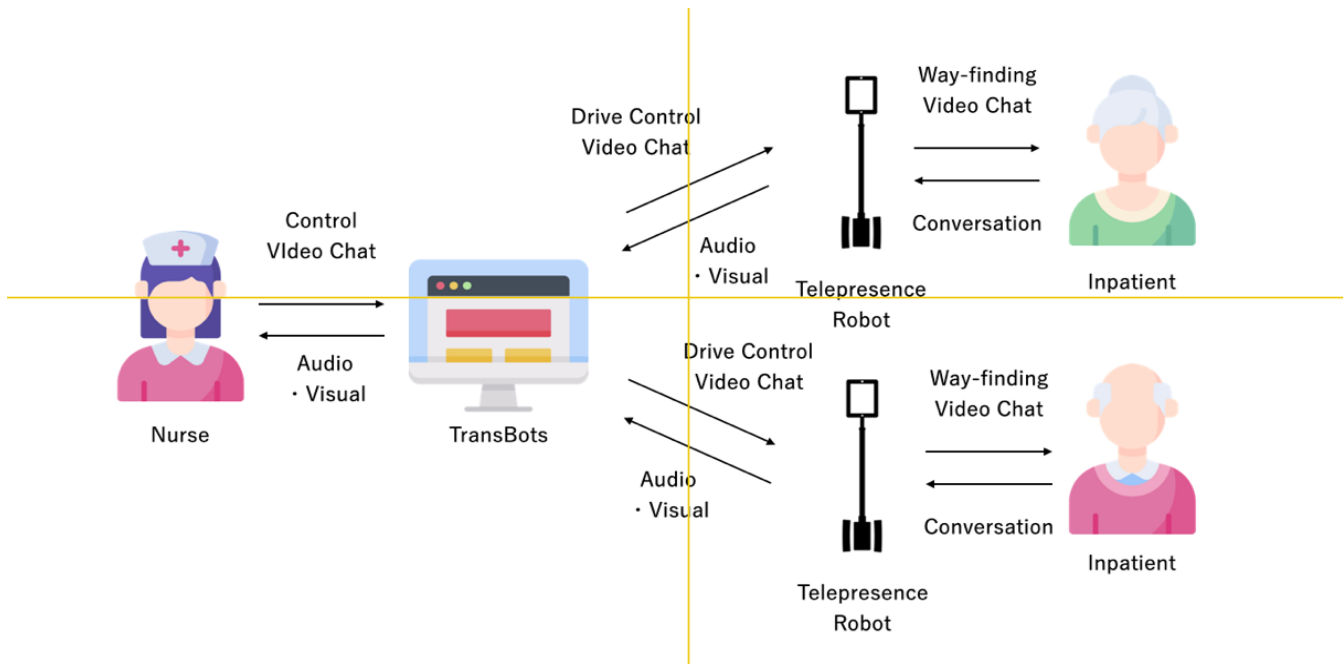 Control
VIdeo Chat
Audio
・Visual
Nurse
TransBots
Drive Control
Video Chat
Audio
・Visual
Telepresence
Robot
Way-finding
Video Chat
Conversation
Inpatient
Drive Control
Video Chat
Audio
・Visual
Telepresence
Robot
Way-finding
Video Chat
Conversation
Inpatient